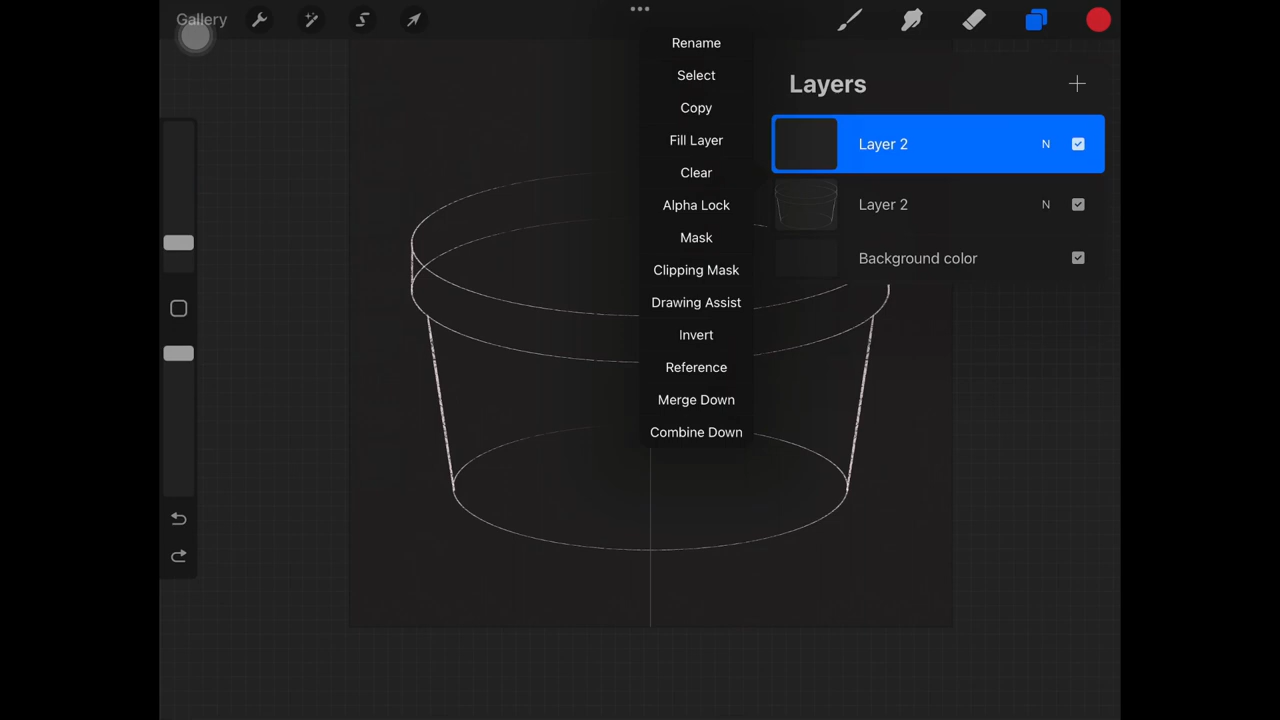 Gallery
Rename
Select
Copy
Fill Layer
Clear
Alpha Lock
Mask
Clipping Mask
Drawing Assist
Invert
Reference
Merge Down
Combine Down
Layers
Layer 2 N
Layer 2 N
Background color